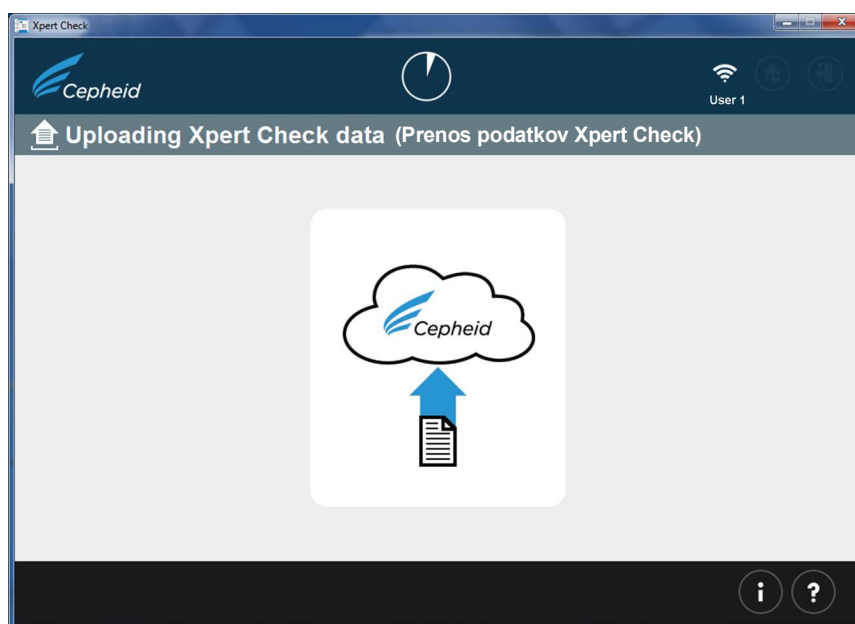 Xpert Check
Cepheid
User 1
Uploading Xpert Check data (Prenos podatkov Xpert Check)
Cepheid
i ?